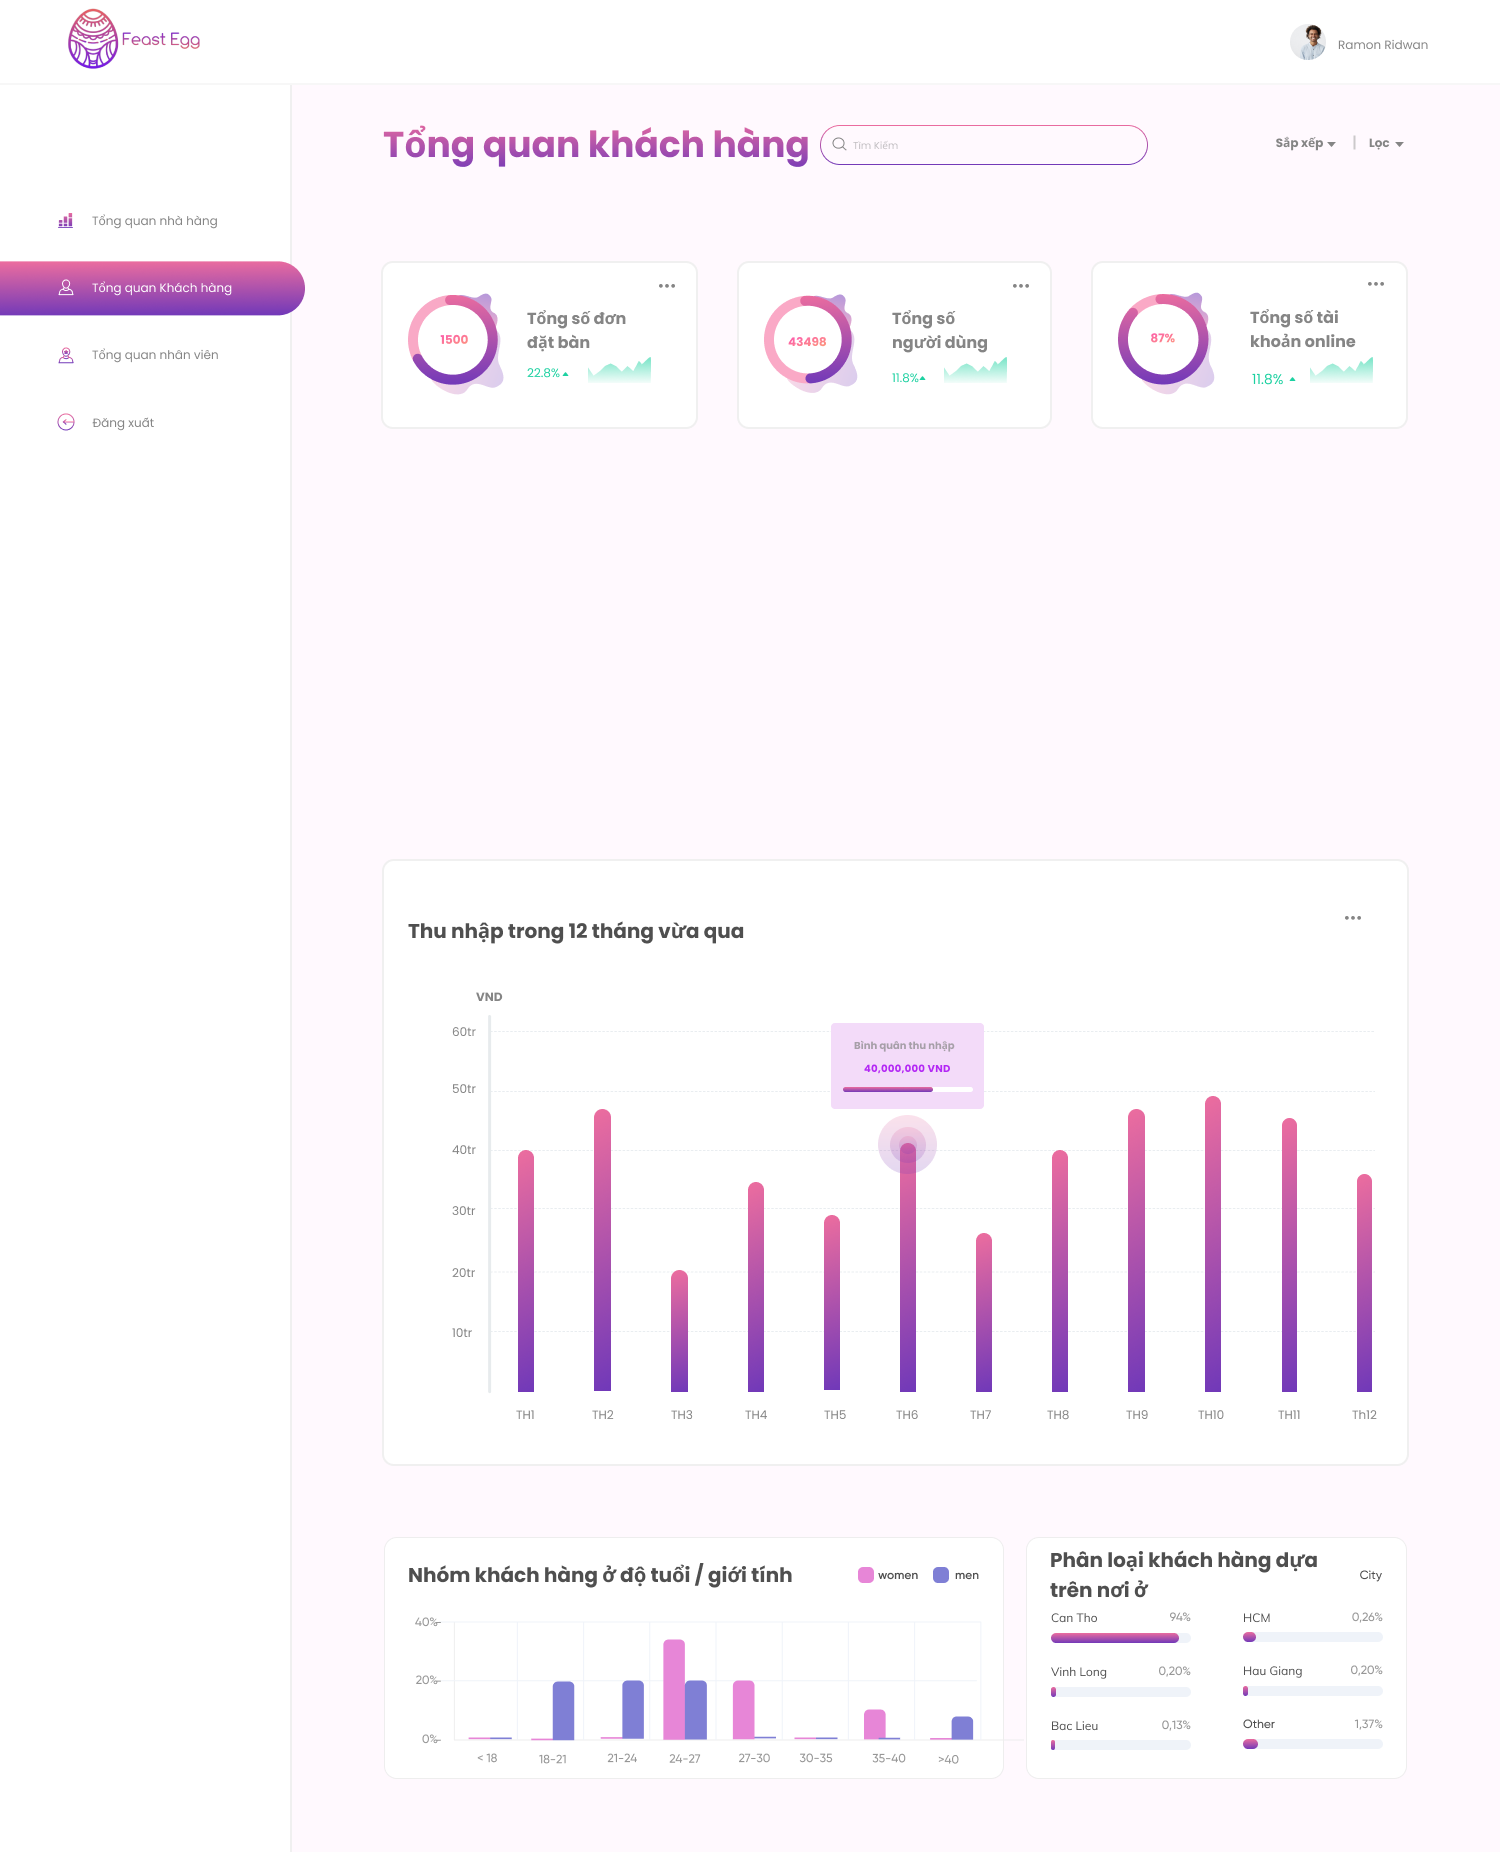 Feast Egg
Ramon Ridwan
Tổng quan khách hàng
Tìm Kiếm
Sắp xếp
Lọc
Tổng quan nhà hàng
Tổng quan Khách hàng
Tổng quan nhân viên
Đăng xuất
1500
Tổng số đơn
đặt bàn
22.8%
43498
Tổng số
người dùng
11.8%
87%
Tổng số tài
khoản online
11.8%
Thu nhập trong 12 tháng vừa qua
VND
60tr
50tr
40tr
30tr
20tr
10tr
Bình quân thu nhập
40,000,000 VND
TH1 TH2 TH3 TH4 TH5 TH6 TH7 TH8 TH9 TH10 TH11 Th12
Nhóm khách hàng ở độ tuổi / giới tính
women
men
40%
20%
0%
< 18 18-21 21-24 24-27 27-30 30-35 35-40 >40
Phân loại khách hàng dựa
trên nơi ở
City
Can Tho 94%
HCM 0,26%
Vinh Long 0,20%
Hau Giang 0,20%
Bac Lieu 0,13%
Other 1,37%